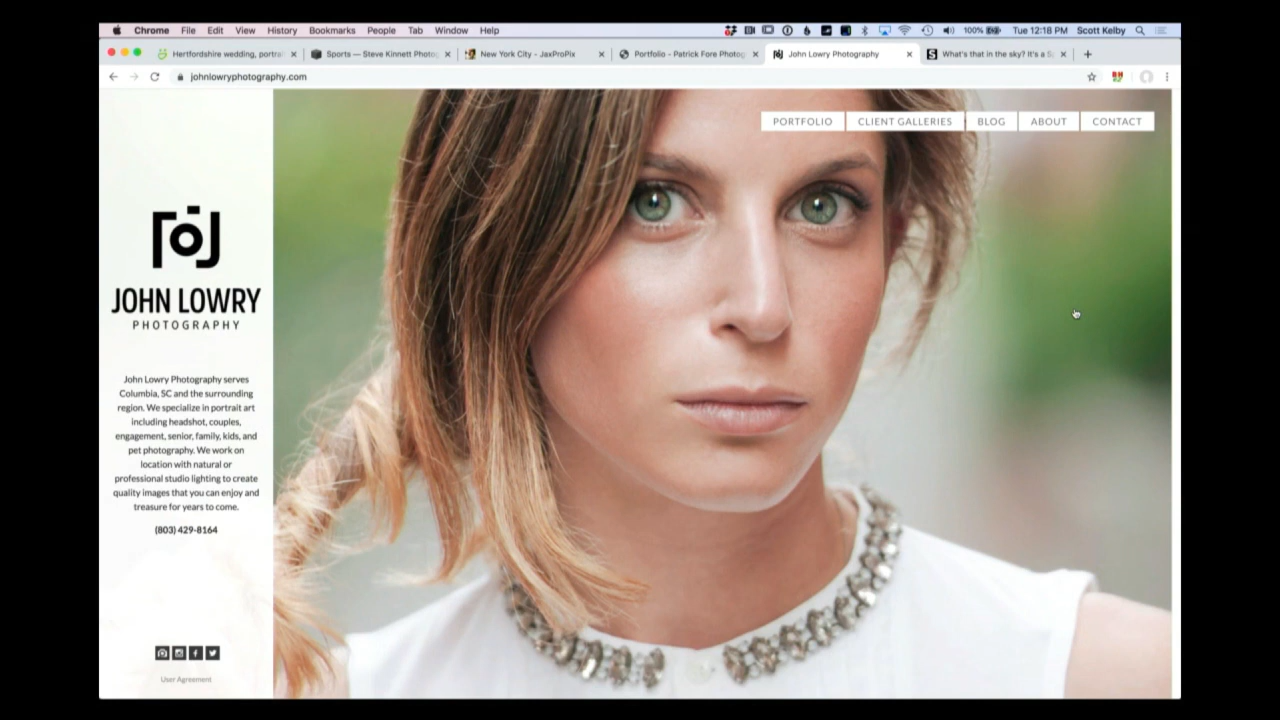 Chrome File Edit View History Bookmarks People Tab Window Help 100% Tue 12:18 PM Scott Kelby
Hertfordshire wedding, portra
Sports — Steve Kinnett Photo
New York City - JaxProPix
Portfolio - Patrick Fore Photog
John Lowry Photography
What's that in the sky? It's a S
johnlowryphotography.com
PORTFOLIO
CLIENT GALLERIES
BLOG
ABOUT
CONTACT
JOHN LOWRY
PHOTOGRAPHY
John Lowry Photography serves
Columbia, SC and the surrounding
region. We specialize in portrait art
including headshot, couples,
engagement, senior, family, kids, and
pet photography. We work on
location with natural or
professional studio lighting to create
quality images that you can enjoy and
treasure for years to come.
(803) 429-8164
User Agreement